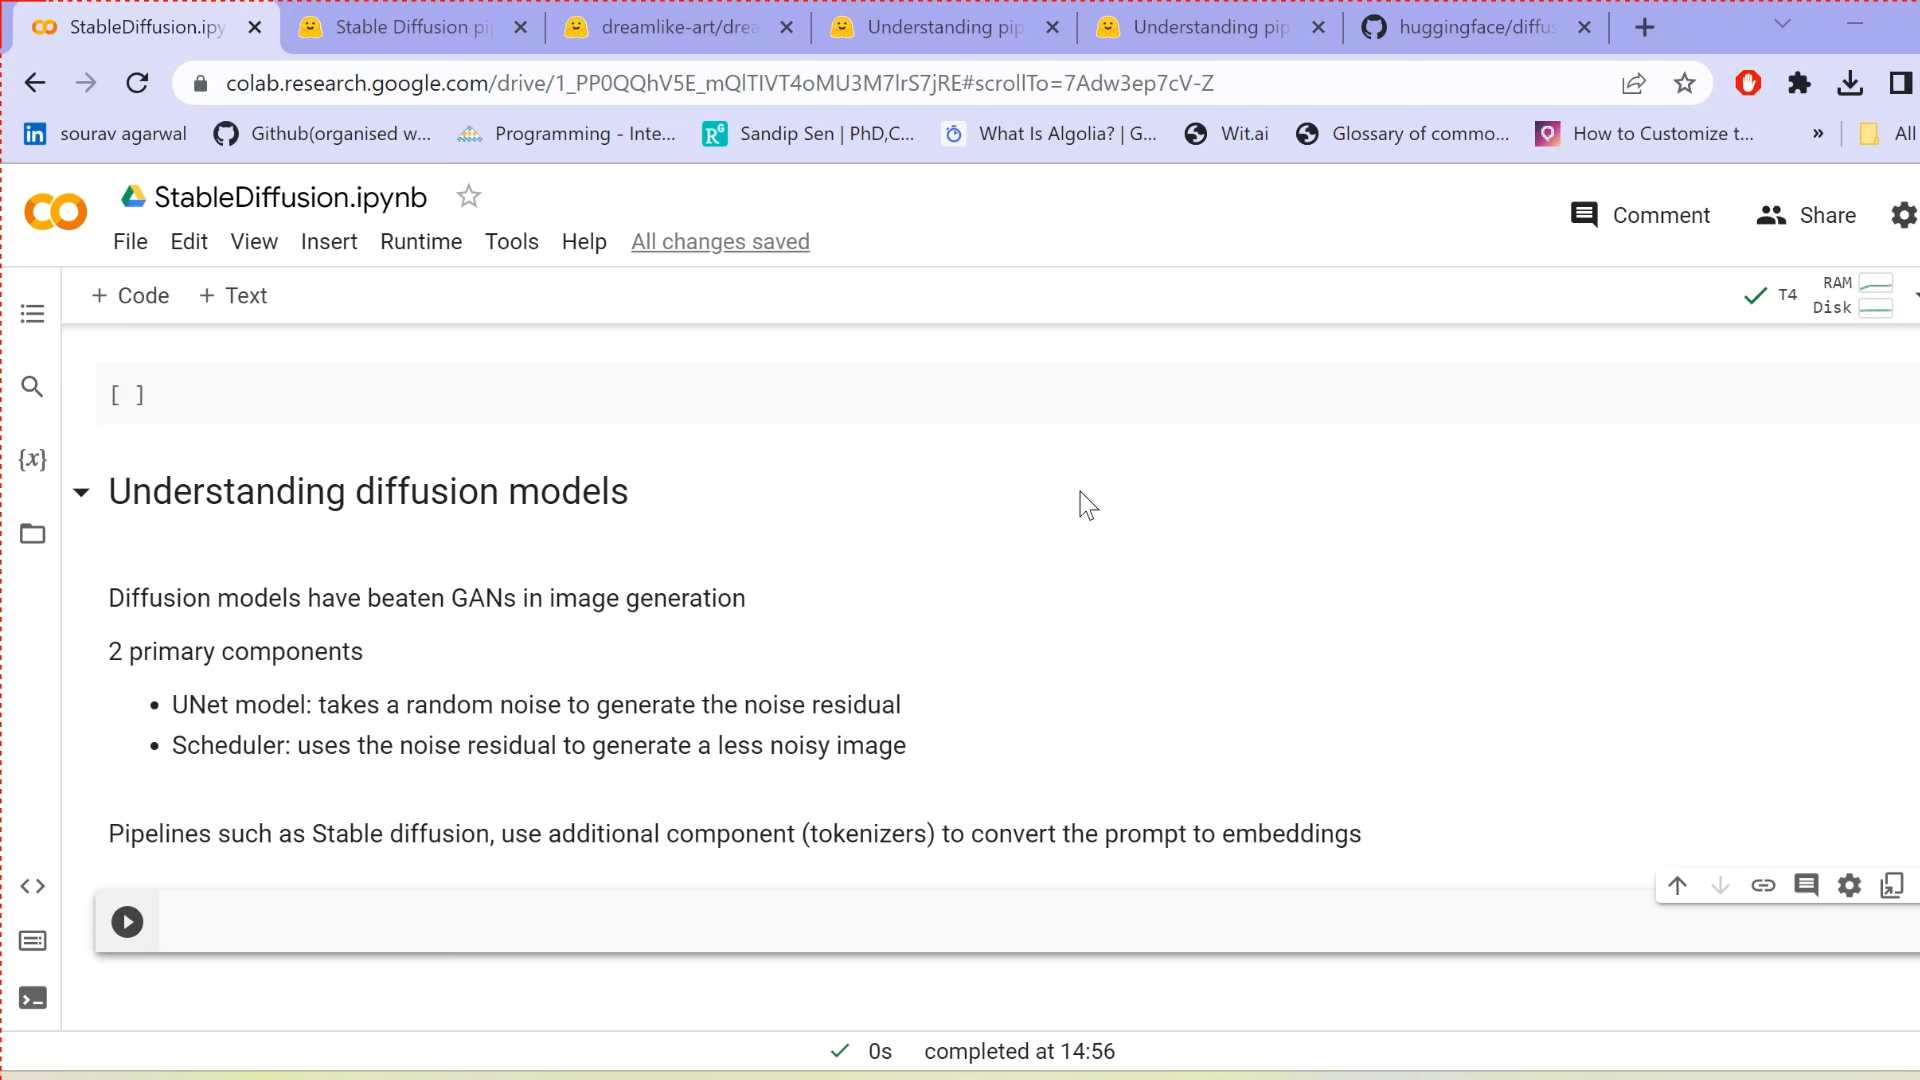 StableDiffusion.ipy
Stable Diffusion pi
dreamlike-art/drea
Understanding pip
Understanding pip
huggingface/diffus
colab.research.google.com/drive/1_PP0QQhV5E_mQlTIVT4oMU3M7lrS7jRE#scrollTo=7Adw3ep7cV-Z
sourav agarwal
Github(organised w...
Programming - Inte...
Sandip Sen | PhD,C...
What Is Algolia? | G...
Wit.ai
Glossary of commo...
How to Customize t...
»
All
StableDiffusion.ipynb
Comment
Share
File Edit View Insert Runtime Tools Help All changes saved
+ Code + Text
T4
RAM
Disk
[ ]
{x}
Understanding diffusion models
Diffusion models have beaten GANs in image generation
2 primary components
• UNet model: takes a random noise to generate the noise residual
• Scheduler: uses the noise residual to generate a less noisy image
Pipelines such as Stable diffusion, use additional component (tokenizers) to convert the prompt to embeddings
0s completed at 14:56